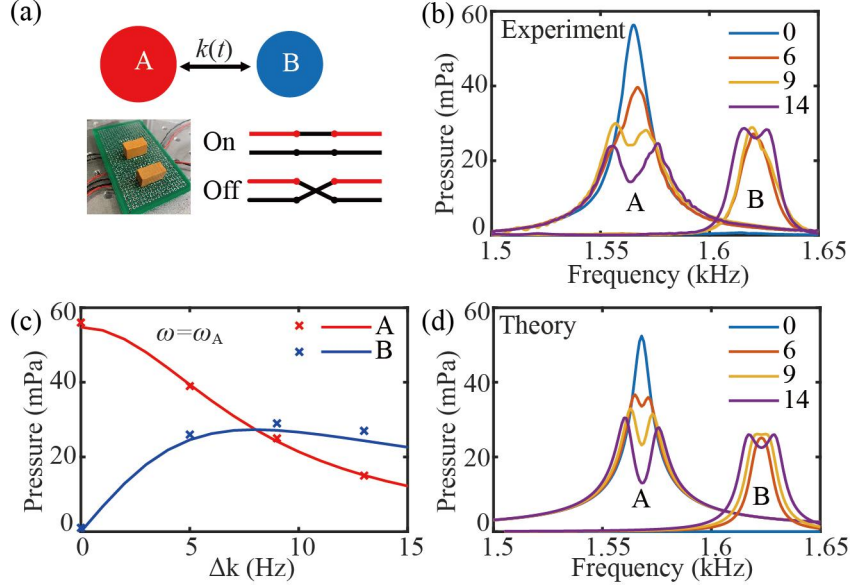 (a)
A
k(t)
B
On
Off
(b)
Experiment
0
6
9
14
A
B
60
40
20
0
Pressure (mPa)
1.5
1.55
1.6
1.65
Frequency (kHz)
(c)
ω=ω_A
A
B
60
40
20
0
Pressure (mPa)
0
5
10
15
Δk (Hz)
(d)
Theory
0
6
9
14
A
B
60
40
20
0
Pressure (mPa)
1.5
1.55
1.6
1.65
Frequency (kHz)